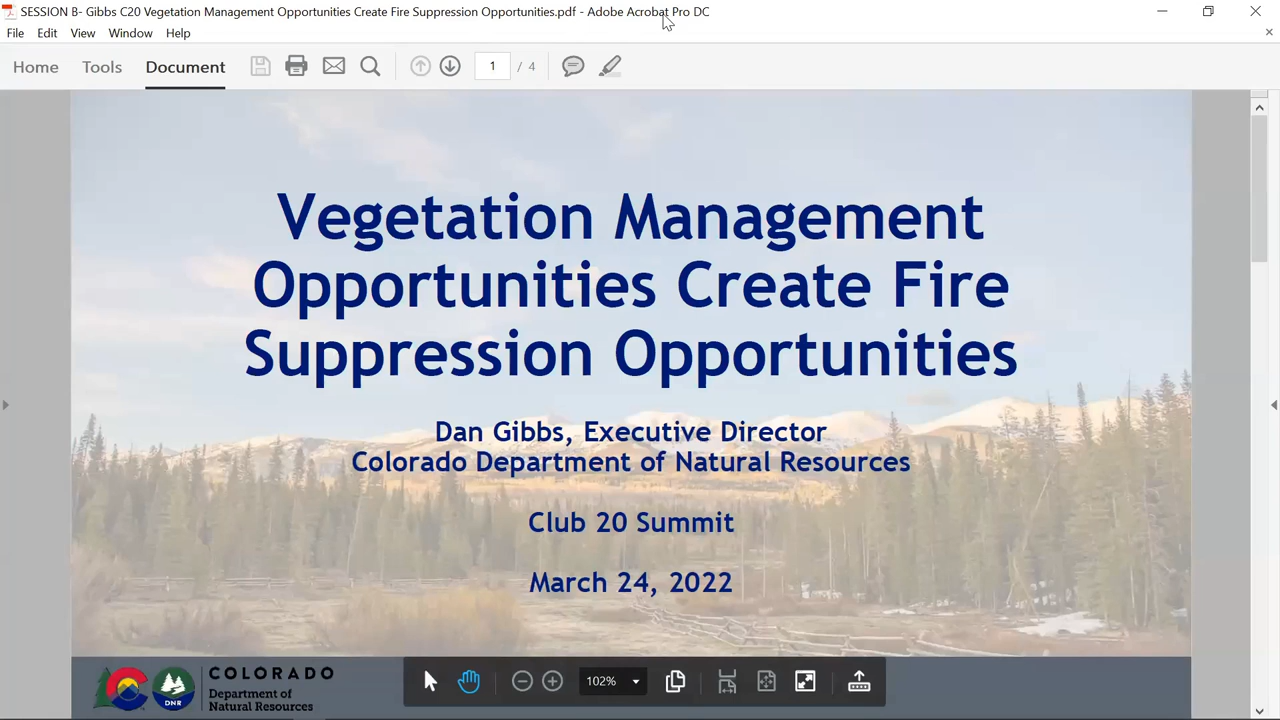 SESSION B- Gibbs C20 Vegetation Management Opportunities Create Fire Suppression Opportunities.pdf - Adobe Acrobat Pro DC
File Edit View Window Help
Home Tools Document 1 / 4
Vegetation Management
Opportunities Create Fire
Suppression Opportunities
Dan Gibbs, Executive Director
Colorado Department of Natural Resources
Club 20 Summit
March 24, 2022
COLORADO
Department of
Natural Resources
DNR
102%